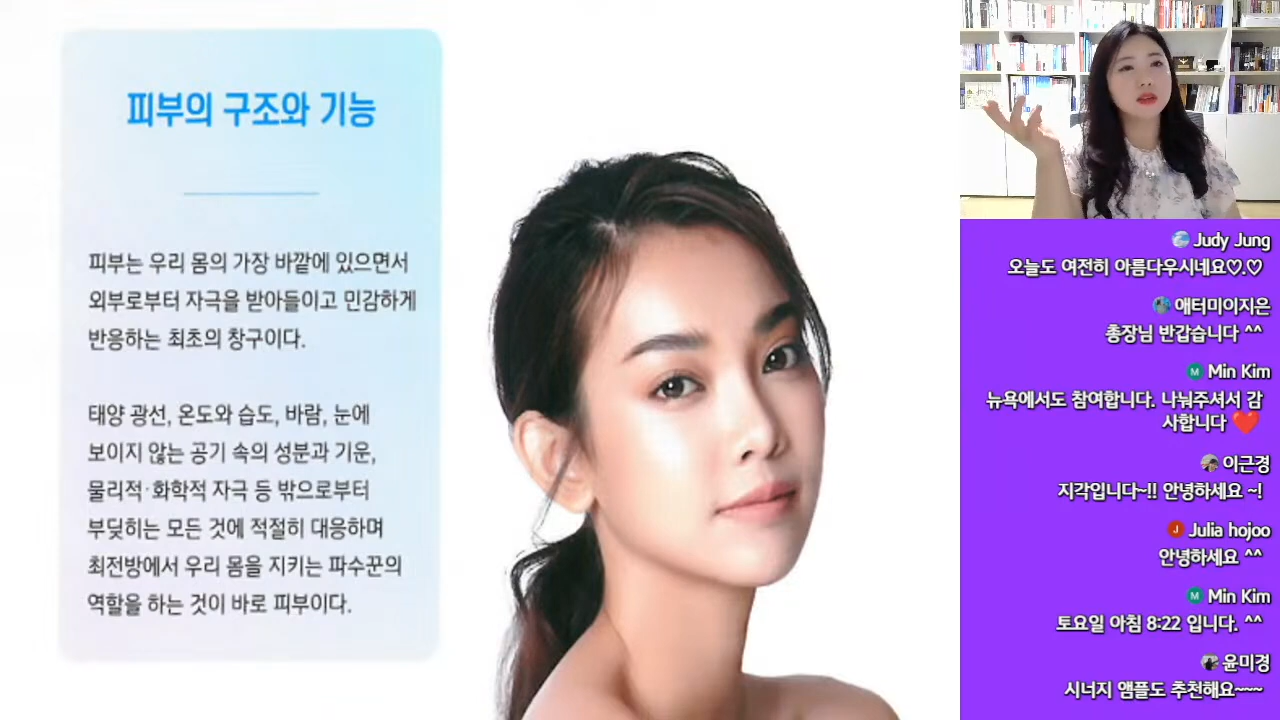 피부의 구조와 기능
피부는 우리 몸의 가장 바깥에 있으면서
외부로부터 자극을 받아들이고 민감하게
반응하는 최초의 창구이다.
태양 광선, 온도와 습도, 바람, 눈에
보이지 않는 공기 속의 성분과 기운,
물리적·화학적 자극 등 밖으로부터
부딪히는 모든 것에 적절히 대응하며
최전방에서 우리 몸을 지키는 파수꾼의
역할을 하는 것이 바로 피부이다.
Judy Jung
오늘도 여전히 아름다우시네요♡.♡
애터미이지은
총장님 반갑습니다 ^^
M Min Kim
뉴욕에서도 참여합니다. 나눠주셔서 감
사합니다 ❤️
이근경
지각입니다~!! 안녕하세요 ~!
J Julia hojoo
안녕하세요 ^^
M Min Kim
토요일 아침 8:22 입니다. ^^
윤미경
시너지 앰플도 추천해요~~~